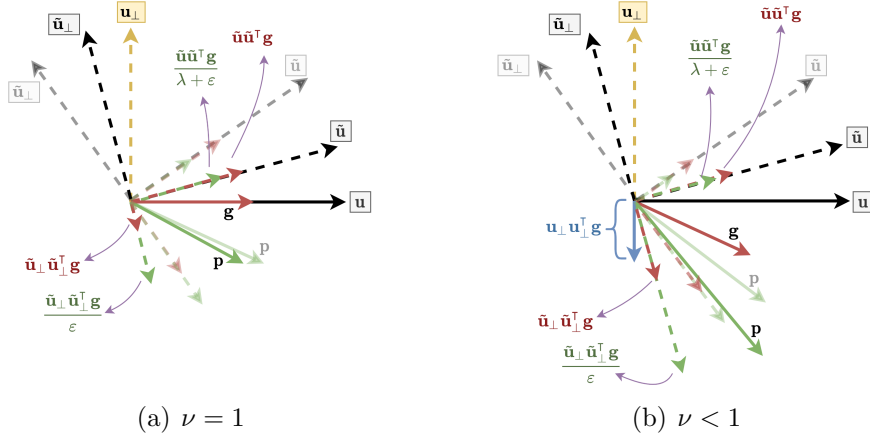 ũ⊥
u⊥
ũ⊥
ũũᵀg
ũũᵀg
λ + ε
ũ
ũ
u
g
p
p
ũ⊥ũ⊥ᵀg
ũ⊥ũ⊥ᵀg
ε
(a) ν = 1
ũ⊥
u⊥
ũ⊥
ũũᵀg
ũũᵀg
λ + ε
ũ
ũ
u
u⊥u⊥ᵀg
g
p
p
ũ⊥ũ⊥ᵀg
ũ⊥ũ⊥ᵀg
ε
(b) ν < 1